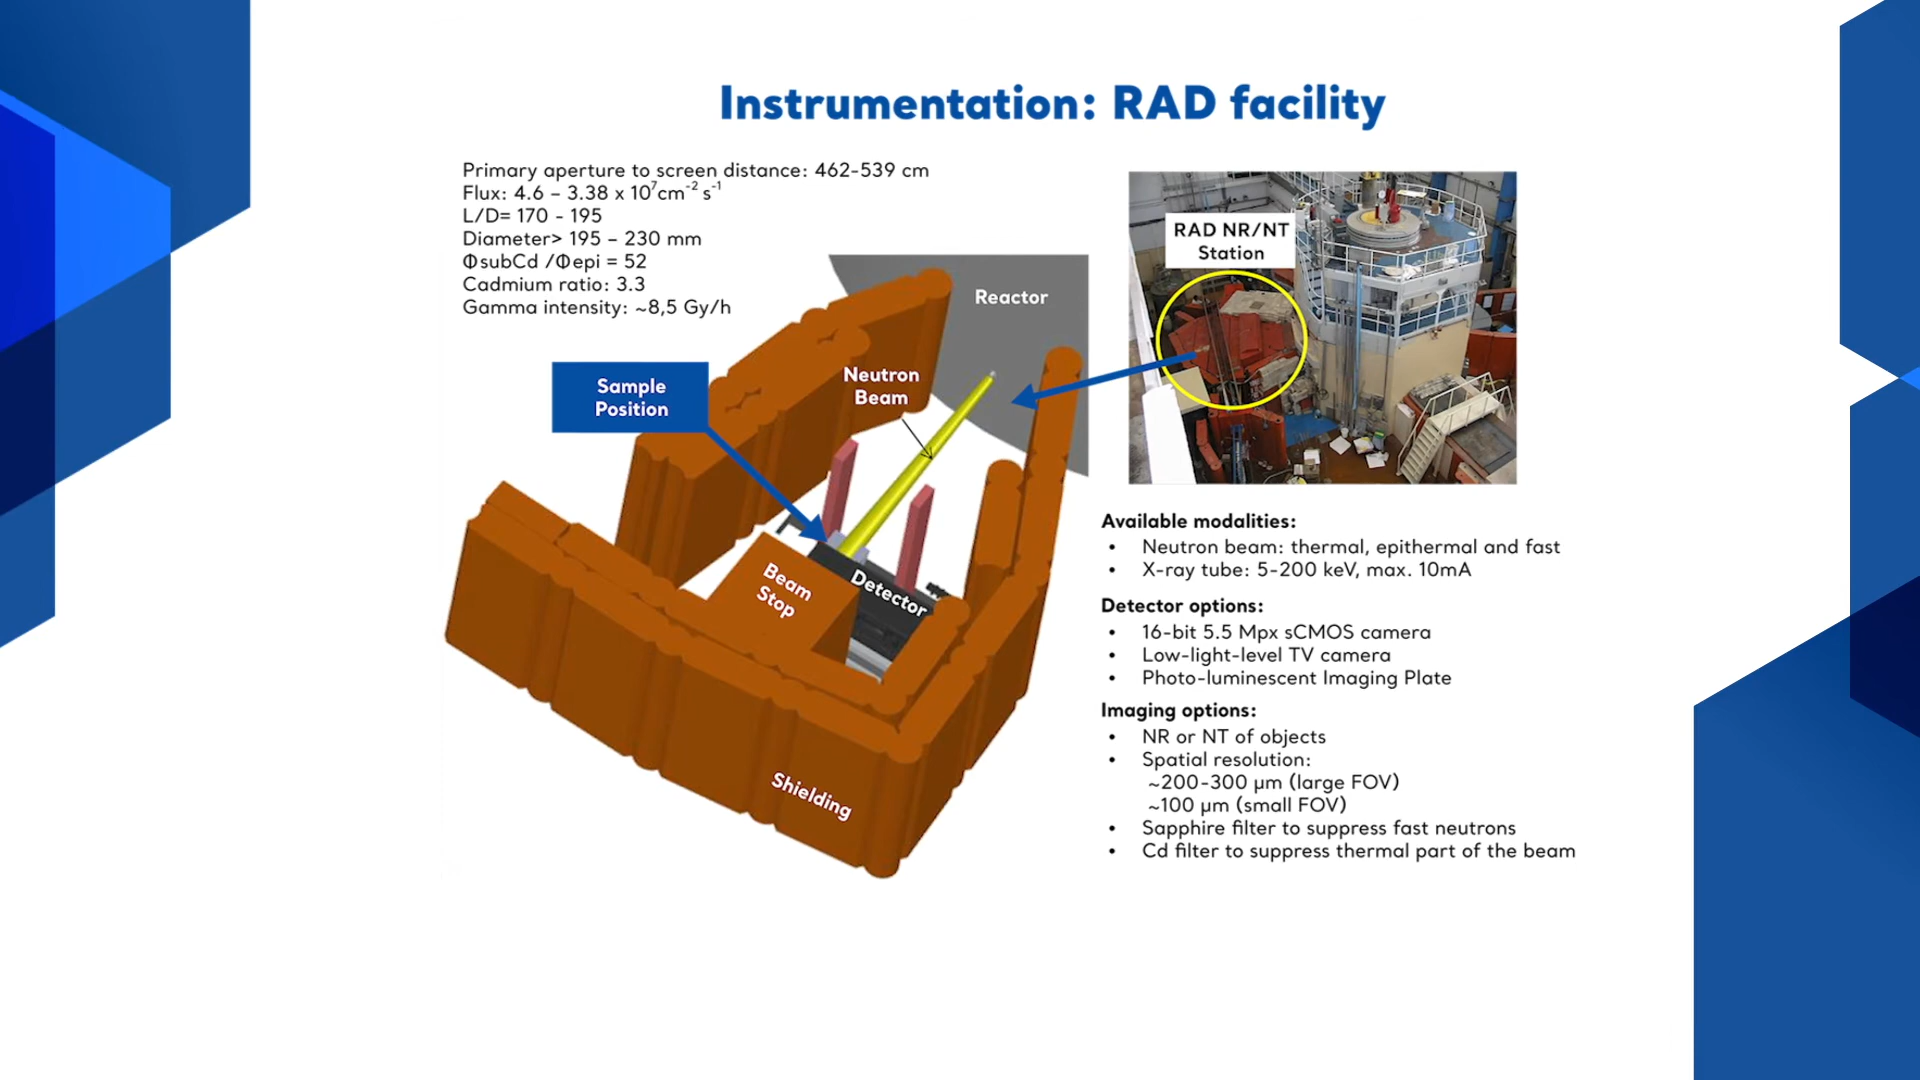 Instrumentation: RAD facility
Primary aperture to screen distance: 462-539 cm
Flux: 4.6 – 3.38 x 10⁷cm⁻² s⁻¹
L/D= 170 - 195
Diameter> 195 – 230 mm
ΦsubCd /Φepi = 52
Cadmium ratio: 3.3
Gamma intensity: ~8,5 Gy/h
Reactor
Sample
Position
Neutron
Beam
Beam
Stop
Detector
Shielding
RAD NR/NT
Station
Available modalities:
• Neutron beam: thermal, epithermal and fast
• X-ray tube: 5-200 keV, max. 10mA
Detector options:
• 16-bit 5.5 Mpx sCMOS camera
• Low-light-level TV camera
• Photo-luminescent Imaging Plate
Imaging options:
• NR or NT of objects
• Spatial resolution:
~200-300 µm (large FOV)
~100 µm (small FOV)
• Sapphire filter to suppress fast neutrons
• Cd filter to suppress thermal part of the beam